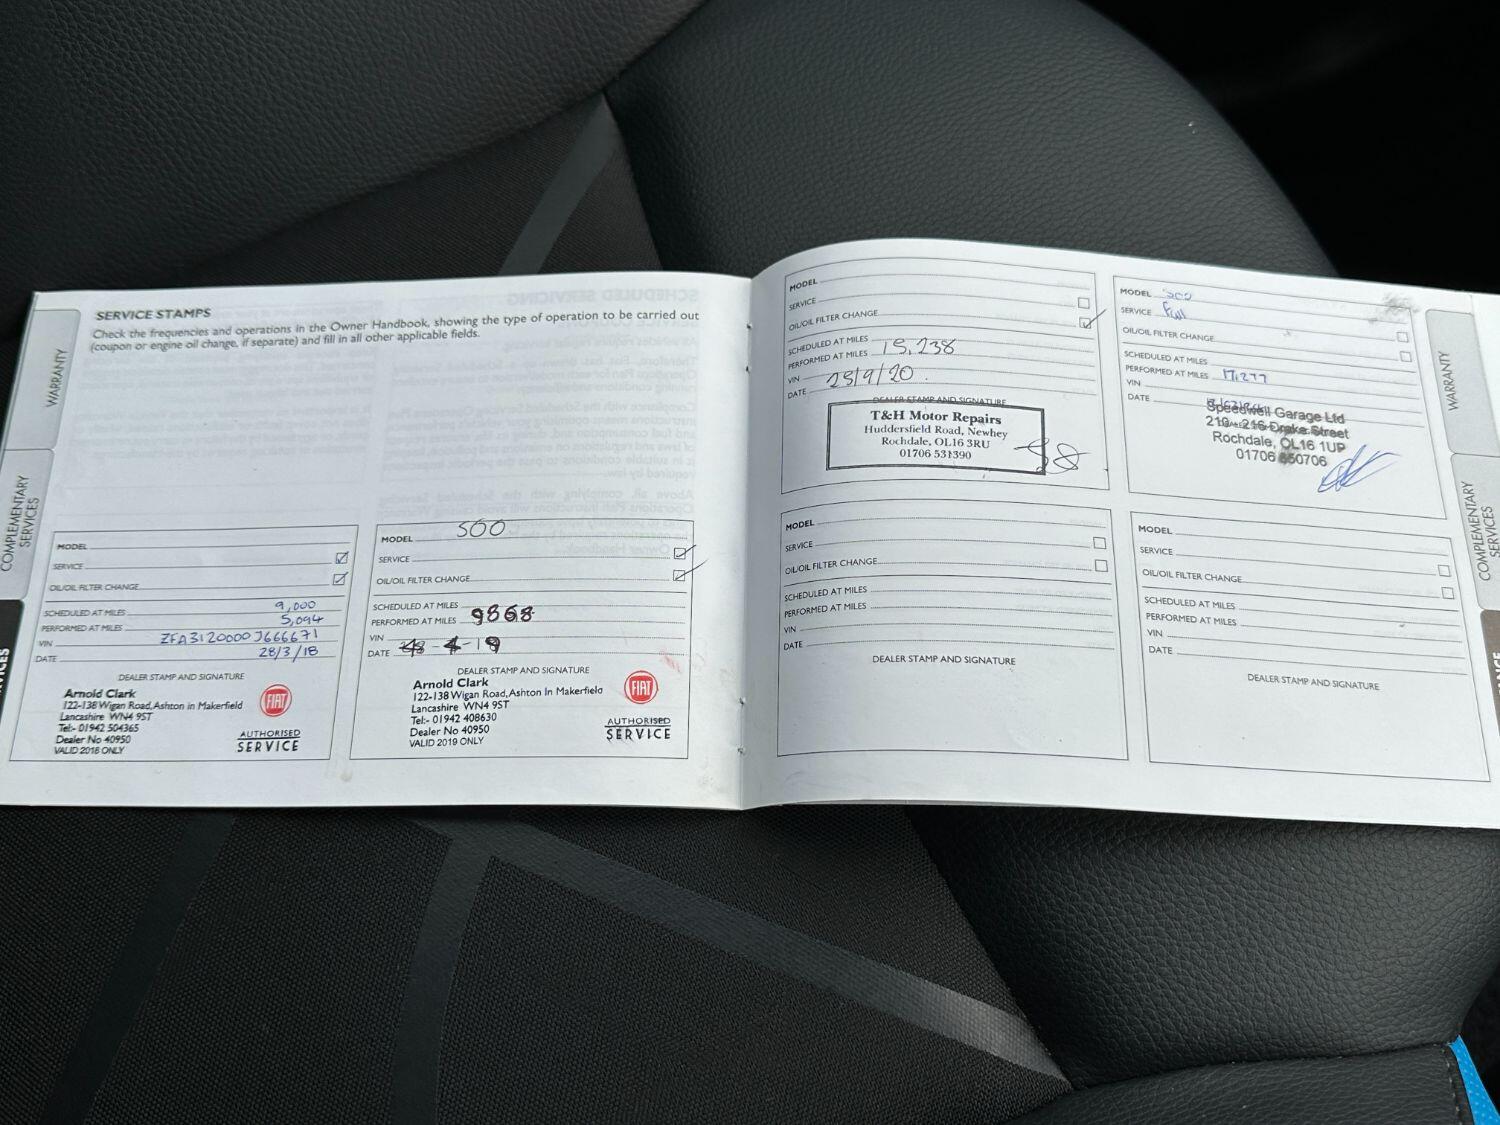 SERVICE STAMPS
Check the frequencies and operations in the Owner Handbook, showing the type of operation to be carried out
(coupon or engine oil change, if separate) and fill in all other applicable fields.
WARRANTY
COMPLEMENTARY
SERVICES
MODEL
SERVICE
OIL/OIL FILTER CHANGE
SCHEDULED AT MILES 9,000
PERFORMED AT MILES 5,094
VIN ZFA3120000J666671
DATE 28/3/18
DEALER STAMP AND SIGNATURE
Arnold Clark
122-138 Wigan Road, Ashton in Makerfield
Lancashire WN4 9ST
Tel:- 01942 504365
Dealer No 40950
VALID 2018 ONLY
FIAT
AUTHORISED
SERVICE
MODEL 500
SERVICE
OIL/OIL FILTER CHANGE
SCHEDULED AT MILES
PERFORMED AT MILES 9868
VIN
DATE -4-19
DEALER STAMP AND SIGNATURE
Arnold Clark
122-138 Wigan Road, Ashton In Makerfield
Lancashire WN4 9ST
Tel:- 01942 408630
Dealer No 40950
VALID 2019 ONLY
FIAT
AUTHORISED
SERVICE
MODEL
SERVICE
OIL/OIL FILTER CHANGE
SCHEDULED AT MILES
PERFORMED AT MILES 15,238
VIN
DATE 25/9/20.
DEALER STAMP AND SIGNATURE
T&H Motor Repairs
Huddersfield Road, Newhey
Rochdale, OL16 3RU
01706 531390
MODEL 500
SERVICE Full
OIL/OIL FILTER CHANGE
SCHEDULED AT MILES
PERFORMED AT MILES 17,277
VIN
DATE
Speedwell Garage Ltd
210 - 216 Drake Street
Rochdale, OL16 1UP
01706 650706
MODEL
SERVICE
OIL/OIL FILTER CHANGE
SCHEDULED AT MILES
PERFORMED AT MILES
VIN
DATE
DEALER STAMP AND SIGNATURE
MODEL
SERVICE
OIL/OIL FILTER CHANGE
SCHEDULED AT MILES
PERFORMED AT MILES
VIN
DATE
DEALER STAMP AND SIGNATURE
WARRANTY
COMPLEMENTARY
SERVICES